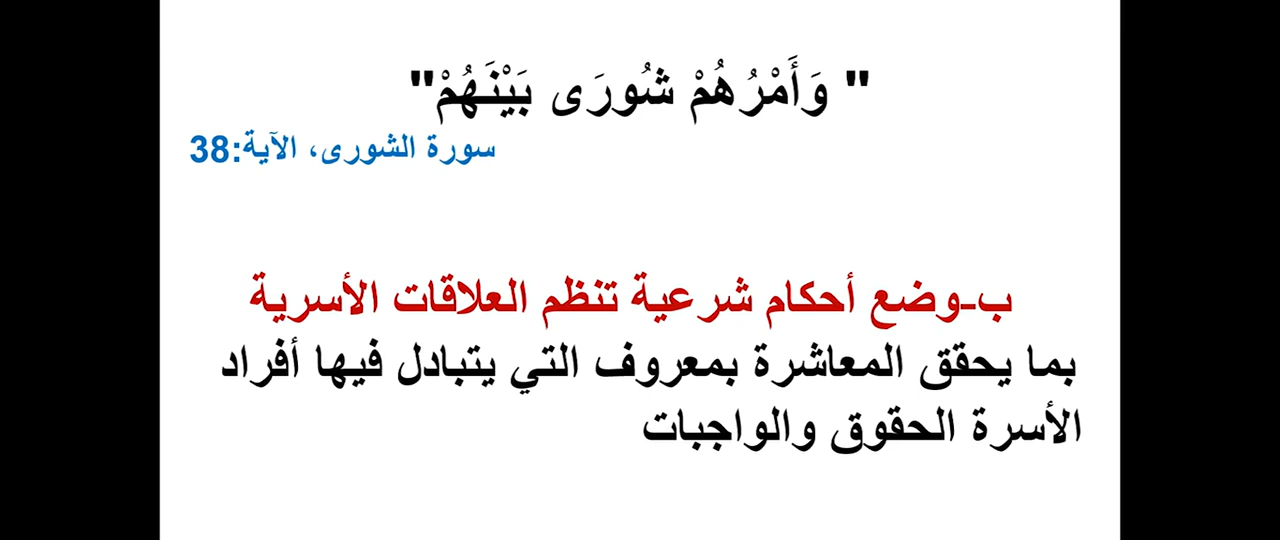 " وَأَمْرُهُمْ شُورَى بَيْنَهُمْ"
سورة الشورى، الآية:38
ب-وضع أحكام شرعية تنظم العلاقات الأسرية
بما يحقق المعاشرة بمعروف التي يتبادل فيها أفراد
الأسرة الحقوق والواجبات